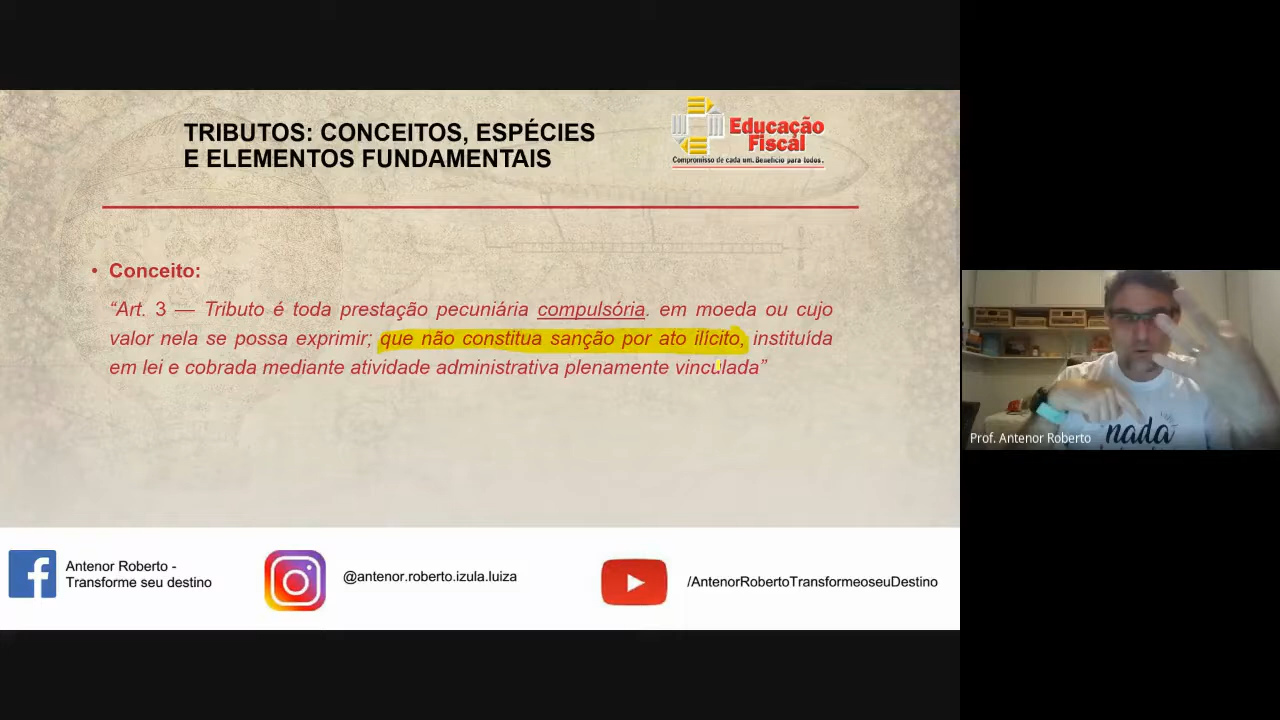 TRIBUTOS: CONCEITOS, ESPÉCIES
E ELEMENTOS FUNDAMENTAIS
Educação
Fiscal
Compromisso de cada um. Benefício para todos.
• Conceito:
“Art. 3 — Tributo é toda prestação pecuniária compulsória. em moeda ou cujo
valor nela se possa exprimir; que não constitua sanção por ato ilícito, instituída
em lei e cobrada mediante atividade administrativa plenamente vinculada”
Prof. Antenor Roberto
nada
Antenor Roberto -
Transforme seu destino
@antenor.roberto.izula.luiza
/AntenorRobertoTransformeoseuDestino